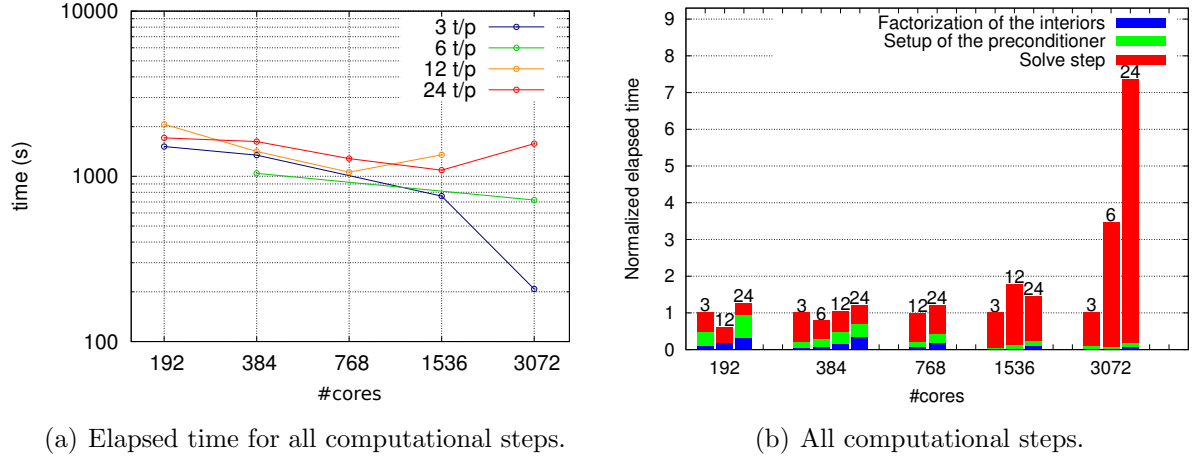 10000
1000
100
time (s)
3 t/p
6 t/p
12 t/p
24 t/p
192 384 768 1536 3072
#cores
(a) Elapsed time for all computational steps.
9
8
7
6
5
4
3
2
1
0
Normalized elapsed time
Factorization of the interiors
Setup of the preconditioner
Solve step
3 12 24
3 6 12 24
12 24
3 12 24
3 6 24
192 384 768 1536 3072
#cores
(b) All computational steps.